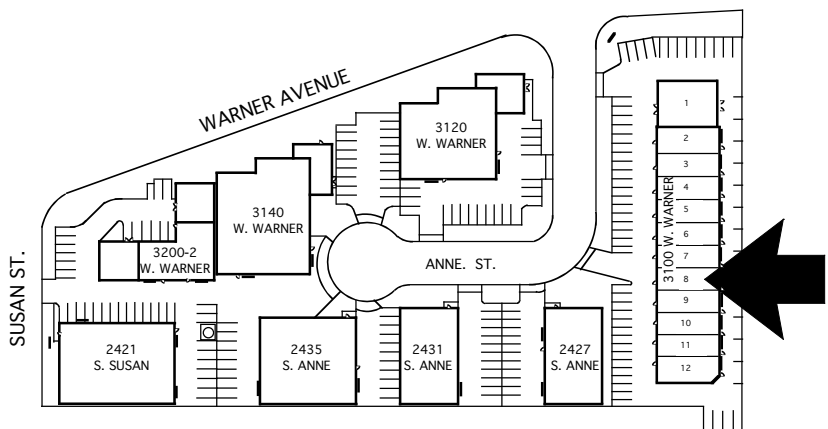 WARNER AVENUE
SUSAN ST.
ANNE. ST.
3120
W. WARNER
3140
W. WARNER
3200-2
W. WARNER
2421
S. SUSAN
2435
S. ANNE
2431
S. ANNE
2427
S. ANNE
3100 W. WARNER
1
2
3
4
5
6
7
8
9
10
11
12